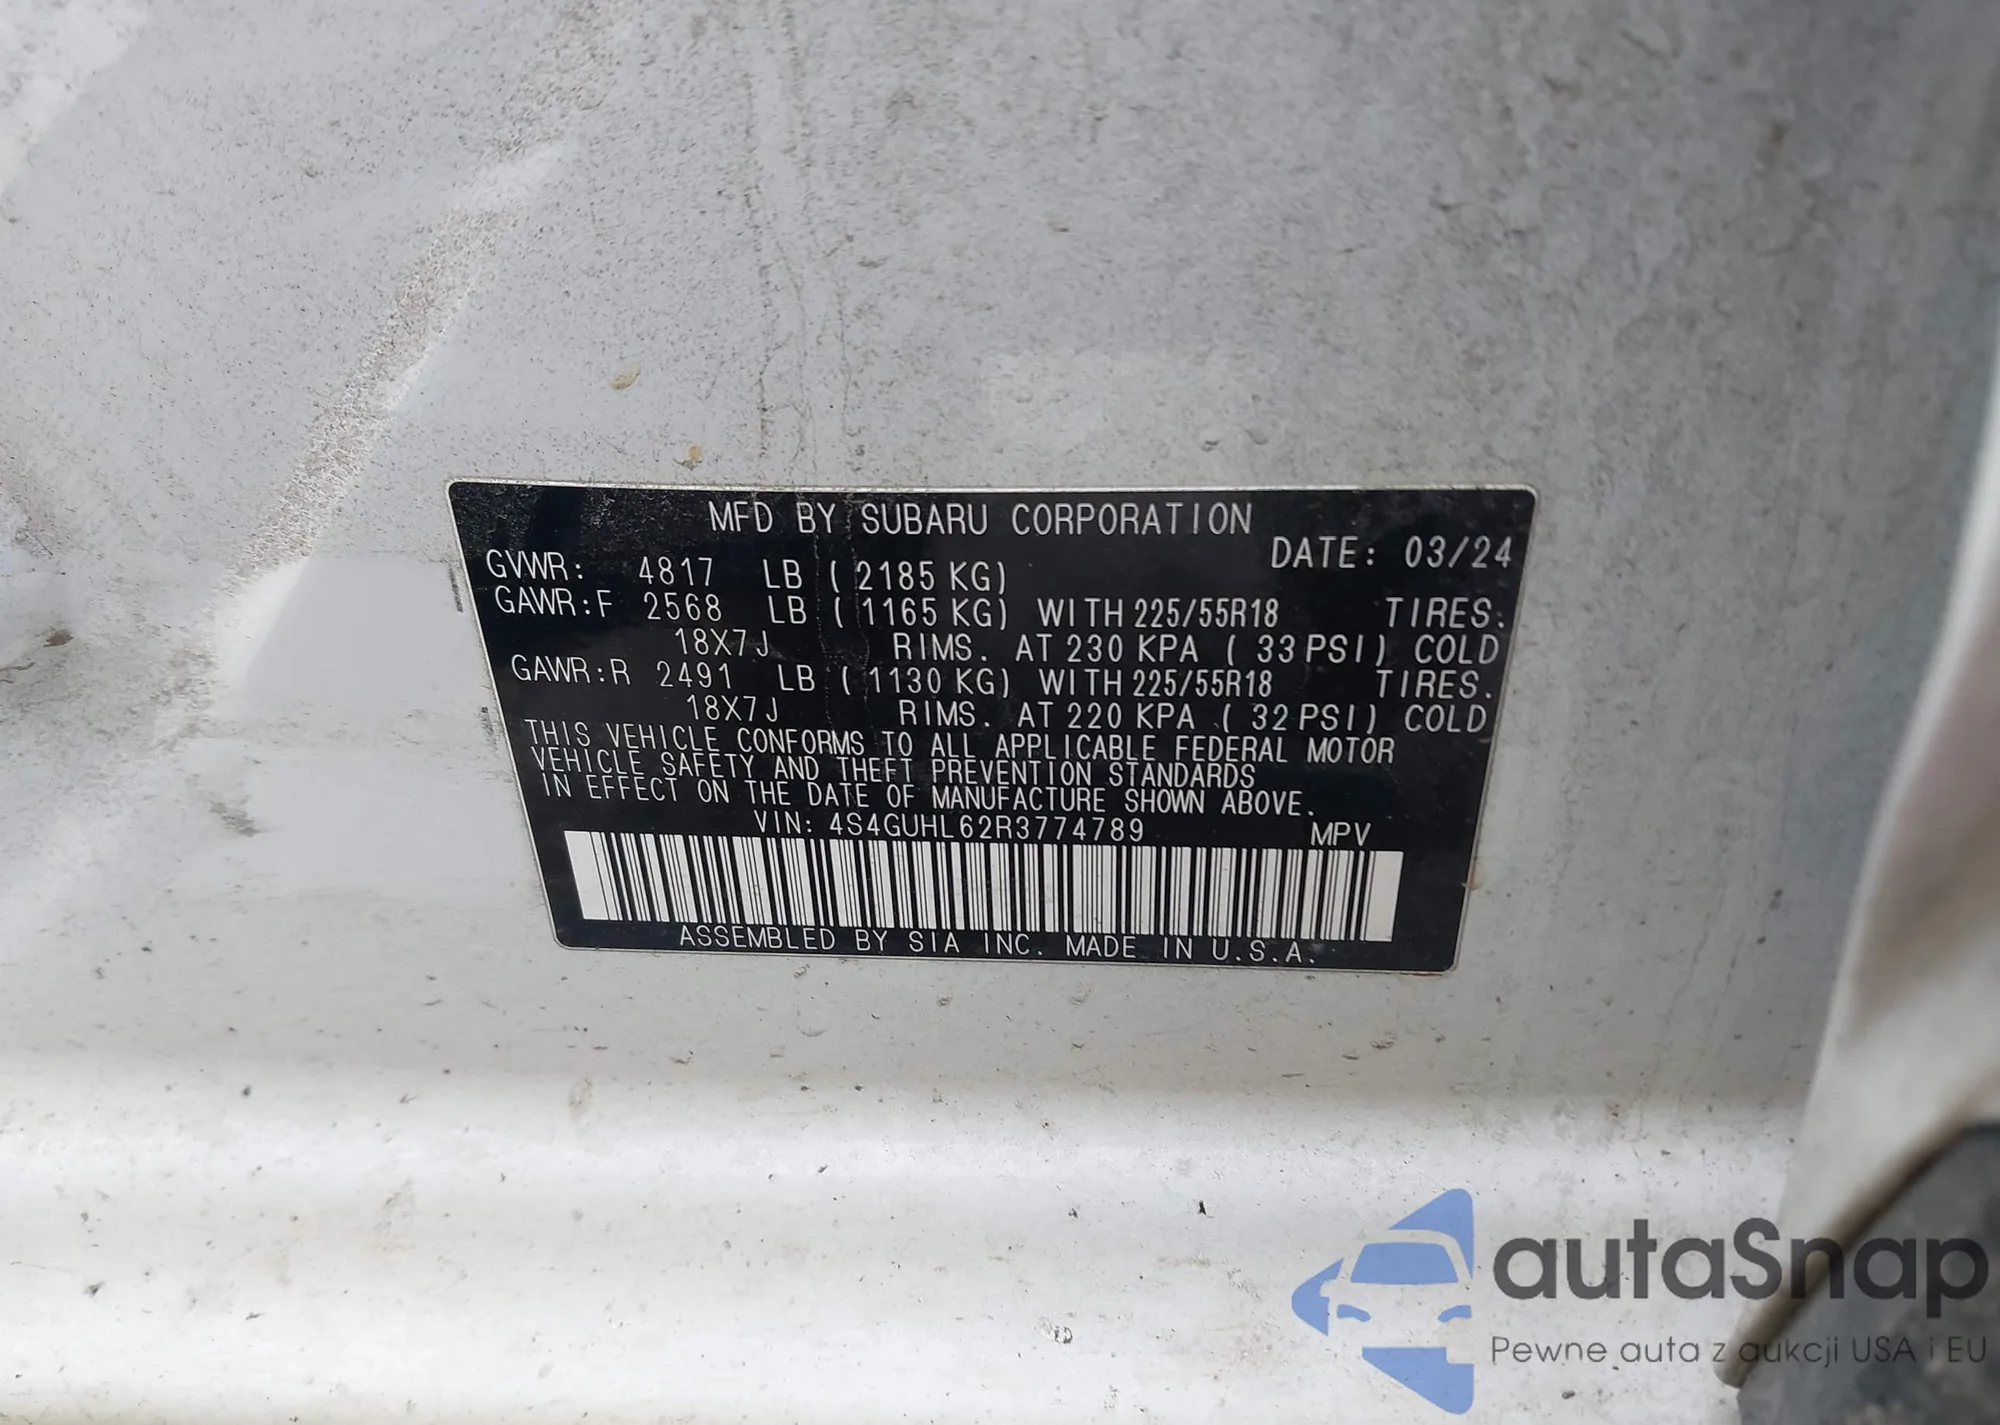 MFD BY SUBARU CORPORATION
DATE: 03/24
GVWR: 4817 LB ( 2185 KG)
GAWR:F 2568 LB ( 1165 KG) WITH 225/55R18 TIRES.
18X7J RIMS. AT 230 KPA ( 33 PSI) COLD
GAWR:R 2491 LB ( 1130 KG) WITH 225/55R18 TIRES.
18X7J RIMS. AT 220 KPA ( 32 PSI) COLD
THIS VEHICLE CONFORMS TO ALL APPLICABLE FEDERAL MOTOR
VEHICLE SAFETY AND THEFT PREVENTION STANDARDS
IN EFFECT ON THE DATE OF MANUFACTURE SHOWN ABOVE.
VIN: 4S4GUHL62R3774789 MPV
ASSEMBLED BY SIA INC. MADE IN U.S.A.
autaSnap
Pewne auta z aukcji USA i EU